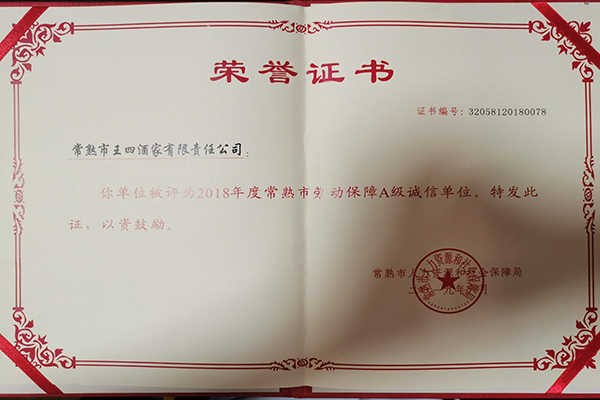 荣誉证书
证书编号：32058120180078
常熟市王四酒家有限责任公司：
你单位被评为2018年度常熟市劳动保障A级诚信单位。特发此
证，以资鼓励。
常熟市人力资源和社会保障局